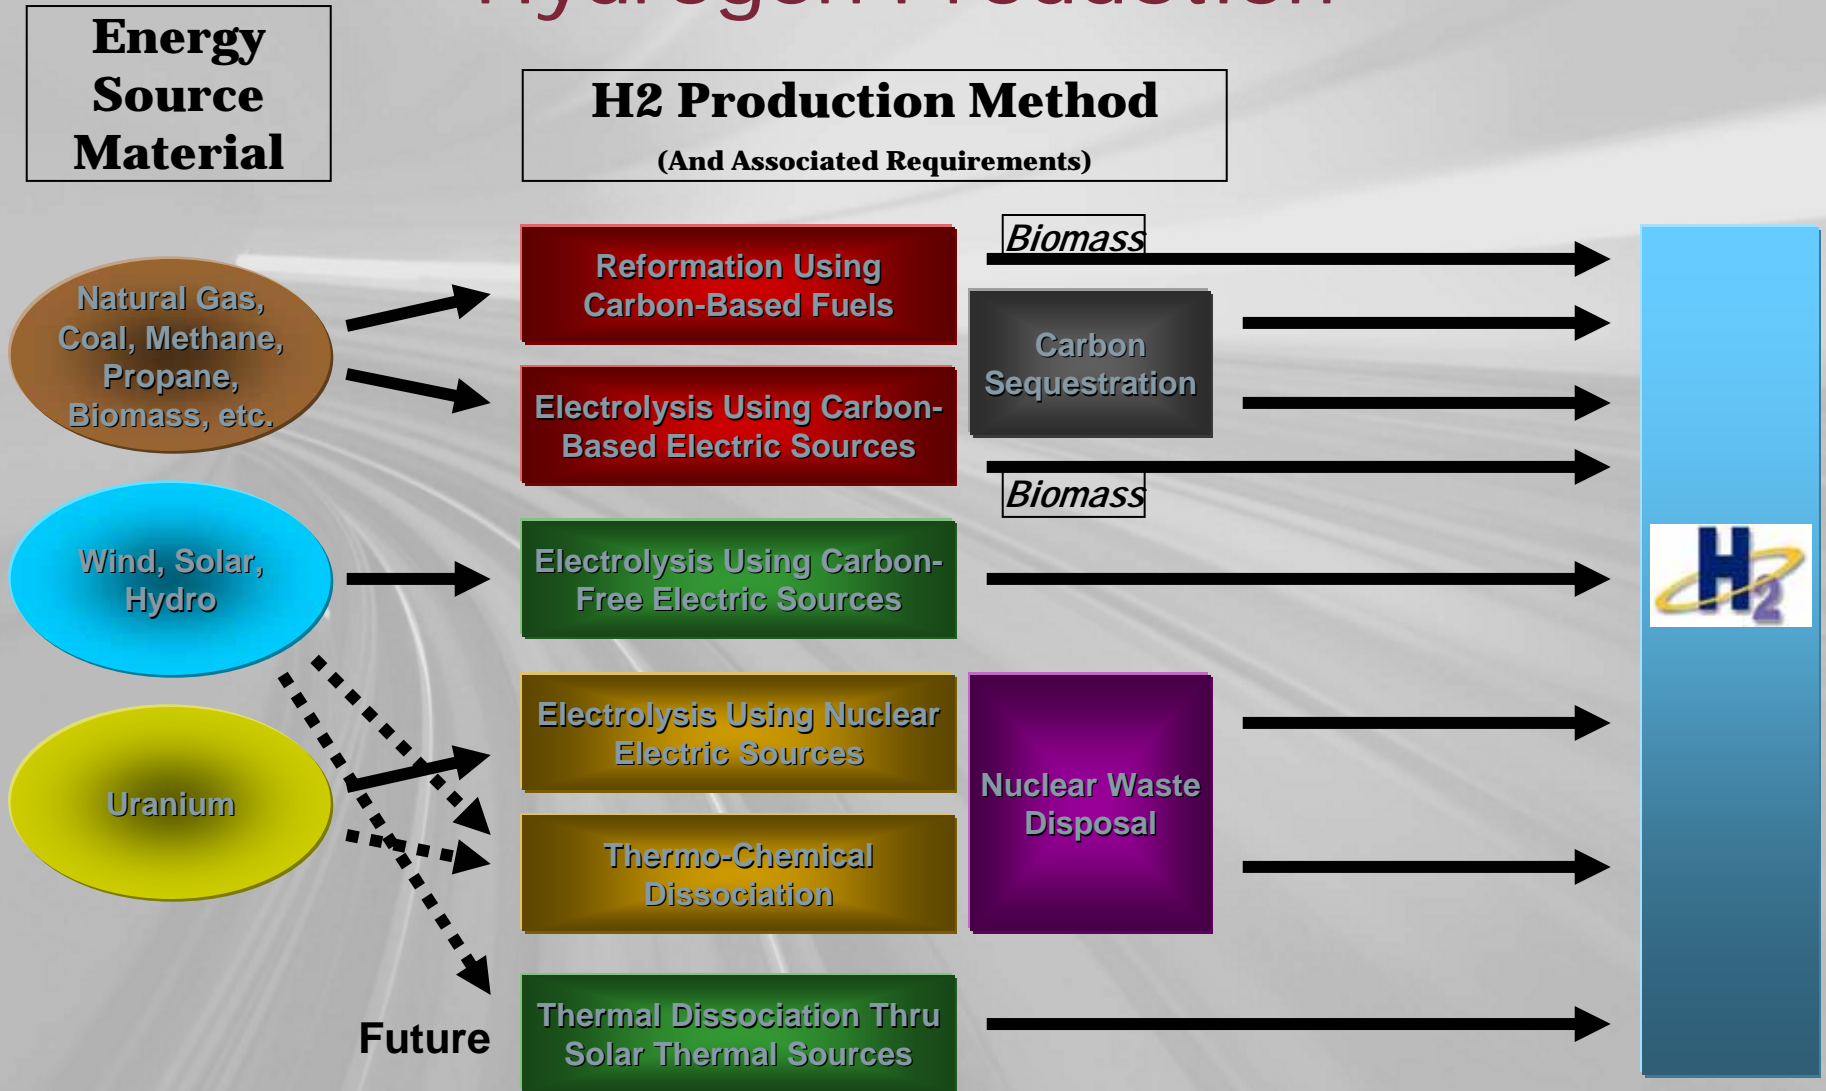 Hydrogen Production
Energy
Source
Material
H2 Production Method
(And Associated Requirements)
Natural Gas,
Coal, Methane,
Propane,
Biomass, etc.
Reformation Using
Carbon-Based Fuels
Biomass
Carbon
Sequestration
Electrolysis Using Carbon-
Based Electric Sources
Biomass
Wind, Solar,
Hydro
Electrolysis Using Carbon-
Free Electric Sources
H2
Uranium
Electrolysis Using Nuclear
Electric Sources
Nuclear Waste
Disposal
Thermo-Chemical
Dissociation
Future
Thermal Dissociation Thru
Solar Thermal Sources